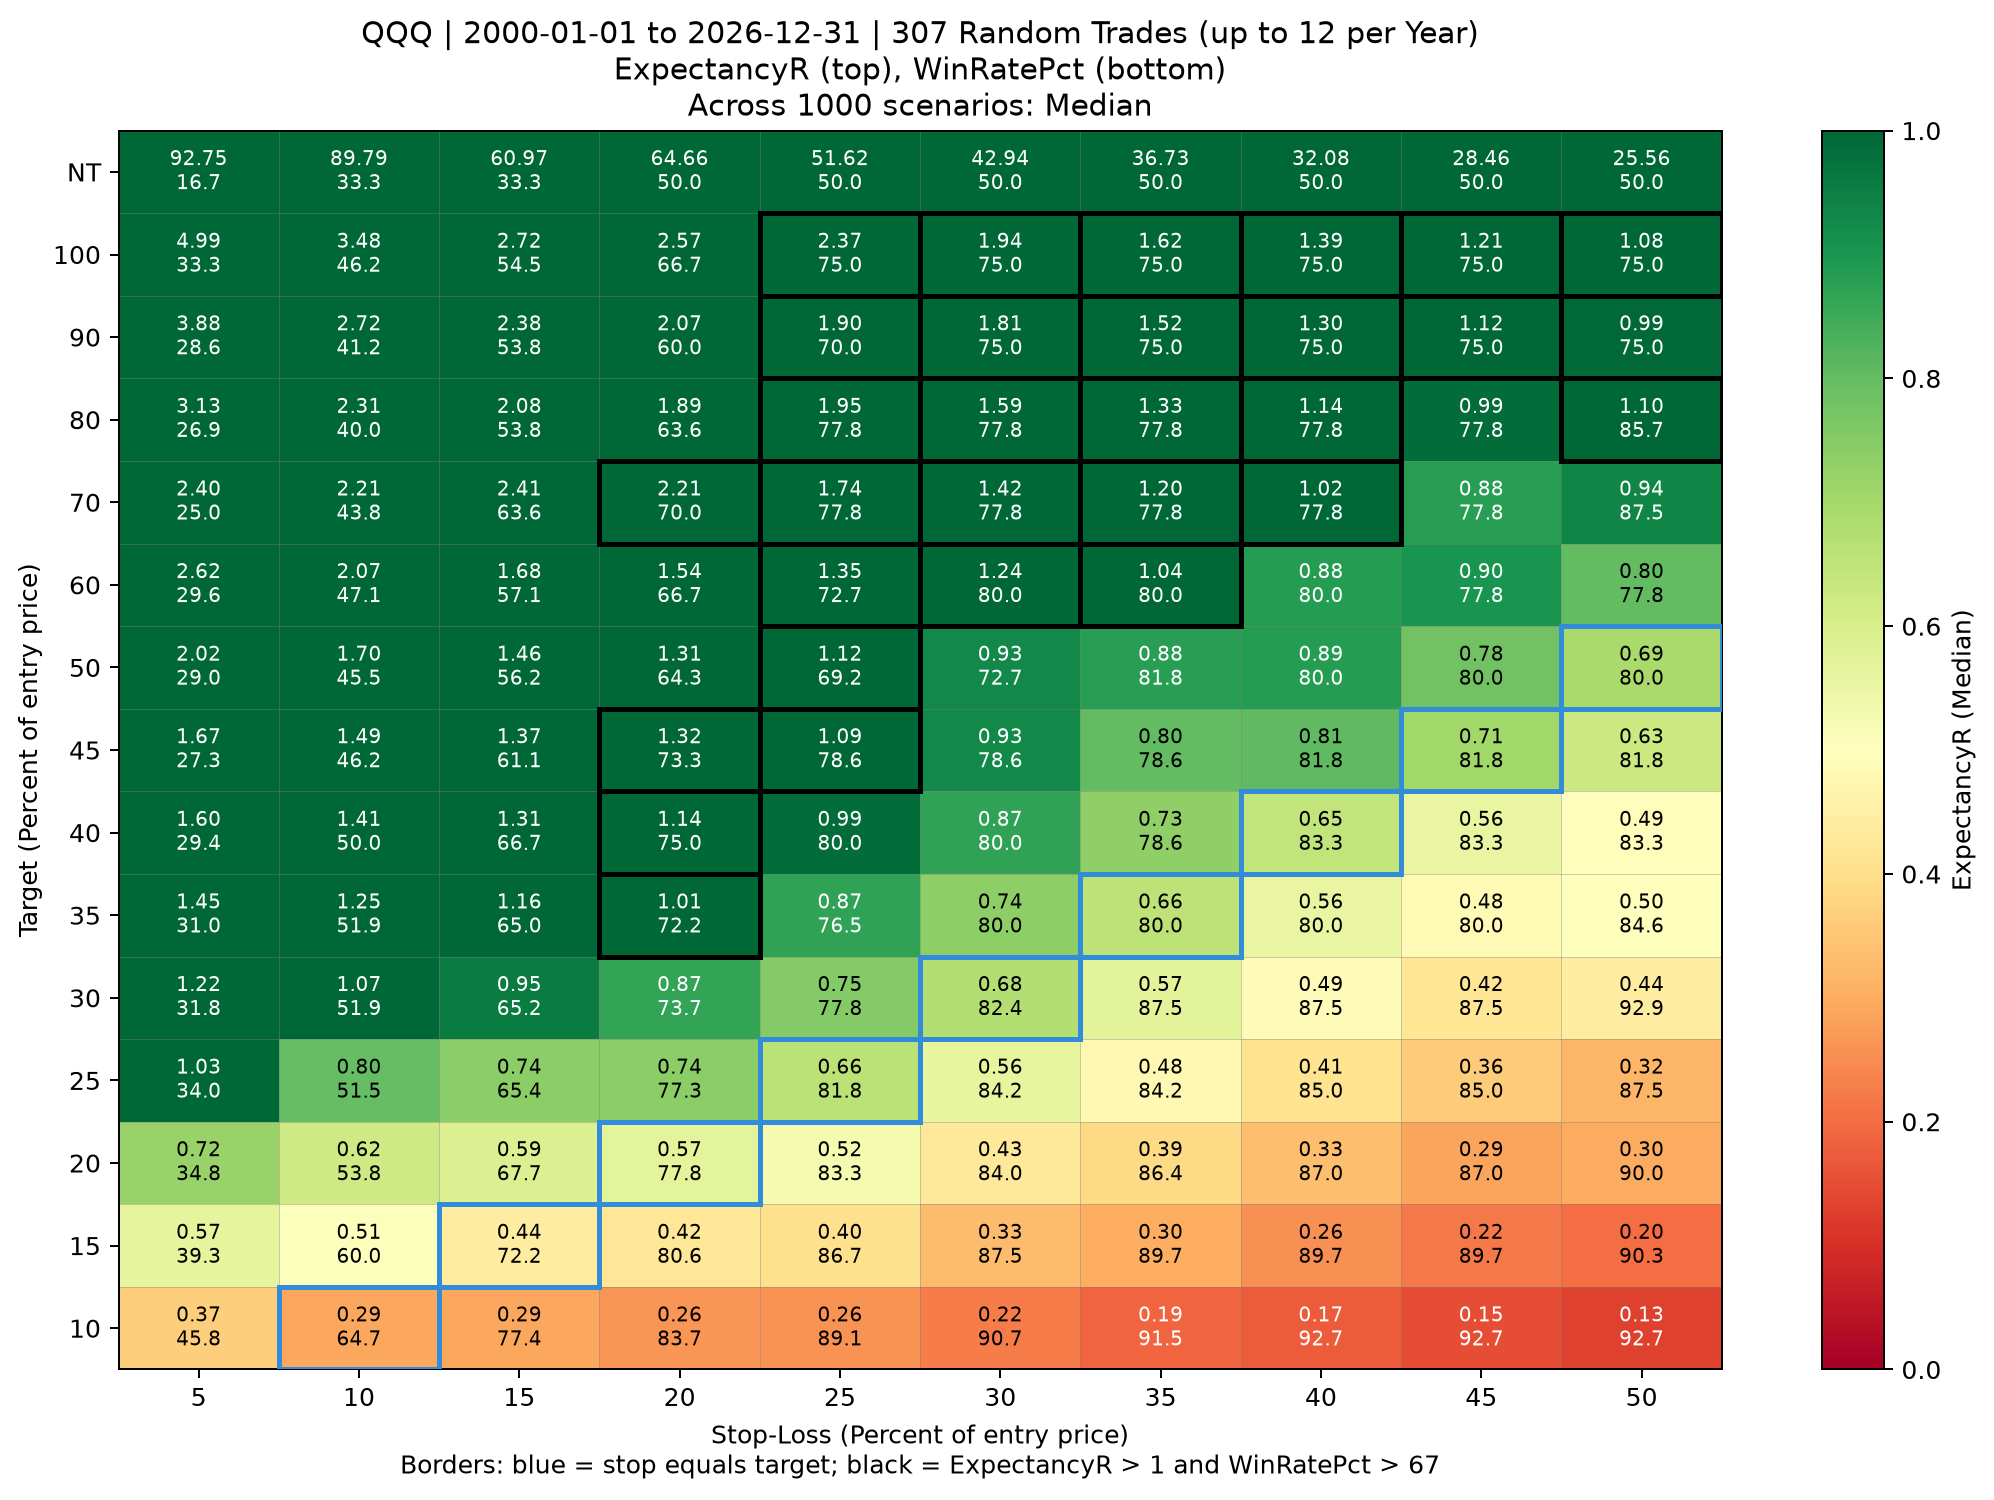 QQQ | 2000-01-01 to 2026-12-31 | 307 Random Trades (up to 12 per Year)
ExpectancyR (top), WinRatePct (bottom)
Across 1000 scenarios: Median
NT
92.75 89.79 60.97 64.66 51.62 42.94 36.73 32.08 28.46 25.56
16.7 33.3 33.3 50.0 50.0 50.0 50.0 50.0 50.0 50.0
100
4.99 3.48 2.72 2.57 2.37 1.94 1.62 1.39 1.21 1.08
33.3 46.2 54.5 66.7 75.0 75.0 75.0 75.0 75.0 75.0
90
3.88 2.72 2.38 2.07 1.90 1.81 1.52 1.30 1.12 0.99
28.6 41.2 53.8 60.0 70.0 75.0 75.0 75.0 75.0 75.0
80
3.13 2.31 2.08 1.89 1.95 1.59 1.33 1.14 0.99 1.10
26.9 40.0 53.8 63.6 77.8 77.8 77.8 77.8 77.8 85.7
70
2.40 2.21 2.41 2.21 1.74 1.42 1.20 1.02 0.88 0.94
25.0 43.8 63.6 70.0 77.8 77.8 77.8 77.8 77.8 87.5
60
2.62 2.07 1.68 1.54 1.35 1.24 1.04 0.88 0.90 0.80
29.6 47.1 57.1 66.7 72.7 80.0 80.0 80.0 77.8 77.8
50
2.02 1.70 1.46 1.31 1.12 0.93 0.88 0.89 0.78 0.69
29.0 45.5 56.2 64.3 69.2 72.7 81.8 80.0 80.0 80.0
45
1.67 1.49 1.37 1.32 1.09 0.93 0.80 0.81 0.71 0.63
27.3 46.2 61.1 73.3 78.6 78.6 78.6 81.8 81.8 81.8
40
1.60 1.41 1.31 1.14 0.99 0.87 0.73 0.65 0.56 0.49
29.4 50.0 66.7 75.0 80.0 80.0 78.6 83.3 83.3 83.3
35
1.45 1.25 1.16 1.01 0.87 0.74 0.66 0.56 0.48 0.50
31.0 51.9 65.0 72.2 76.5 80.0 80.0 80.0 80.0 84.6
30
1.22 1.07 0.95 0.87 0.75 0.68 0.57 0.49 0.42 0.44
31.8 51.9 65.2 73.7 77.8 82.4 87.5 87.5 87.5 92.9
25
1.03 0.80 0.74 0.74 0.66 0.56 0.48 0.41 0.36 0.32
34.0 51.5 65.4 77.3 81.8 84.2 84.2 85.0 85.0 87.5
20
0.72 0.62 0.59 0.57 0.52 0.43 0.39 0.33 0.29 0.30
34.8 53.8 67.7 77.8 83.3 84.0 86.4 87.0 87.0 90.0
15
0.57 0.51 0.44 0.42 0.40 0.33 0.30 0.26 0.22 0.20
39.3 60.0 72.2 80.6 86.7 87.5 89.7 89.7 89.7 90.3
10
0.37 0.29 0.29 0.26 0.26 0.22 0.19 0.17 0.15 0.13
45.8 64.7 77.4 83.7 89.1 90.7 91.5 92.7 92.7 92.7
5 10 15 20 25 30 35 40 45 50
Target (Percent of entry price)
Stop-Loss (Percent of entry price)
Borders: blue = stop equals target; black = ExpectancyR > 1 and WinRatePct > 67
1.0
0.8
0.6
0.4
0.2
0.0
ExpectancyR (Median)